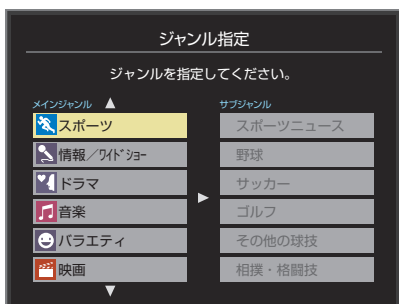 ジャンル指定
ジャンルを指定してください。
メインジャンル
スポーツ
情報／ワイドショー
ドラマ
音楽
バラエティ
映画
サブジャンル
スポーツニュース
野球
サッカー
ゴルフ
その他の球技
相撲・格闘技